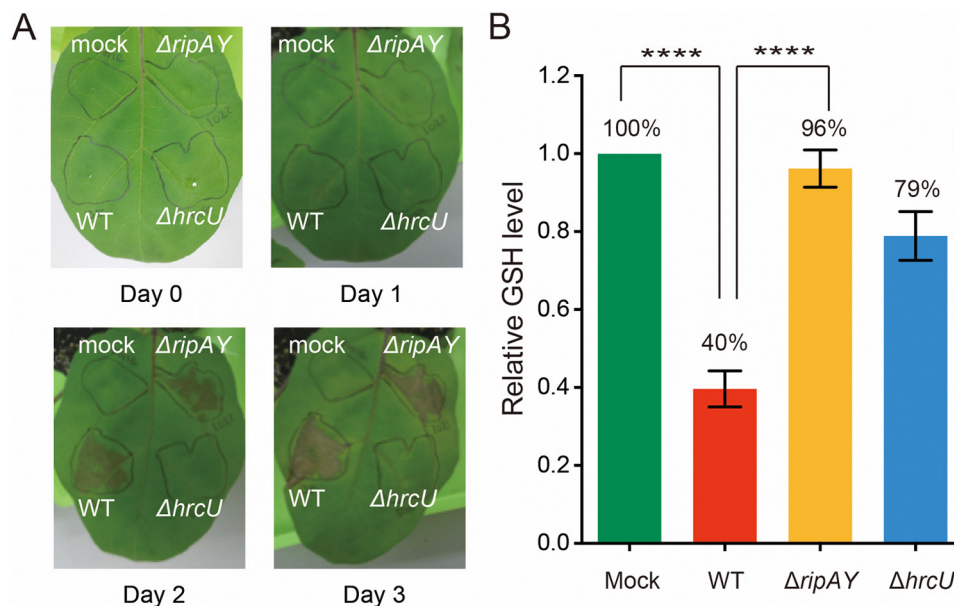 A
mock ΔripAY
WT ΔhrcU
Day 0
mock ΔripAY
WT ΔhrcU
Day 1
mock ΔripAY
WT ΔhrcU
Day 2
mock ΔripAY
WT ΔhrcU
Day 3
B
Relative GSH level
1.2
1.0
0.8
0.6
0.4
0.2
0.0
**** ****
100%
40%
96%
79%
Mock WT ΔripAY ΔhrcU